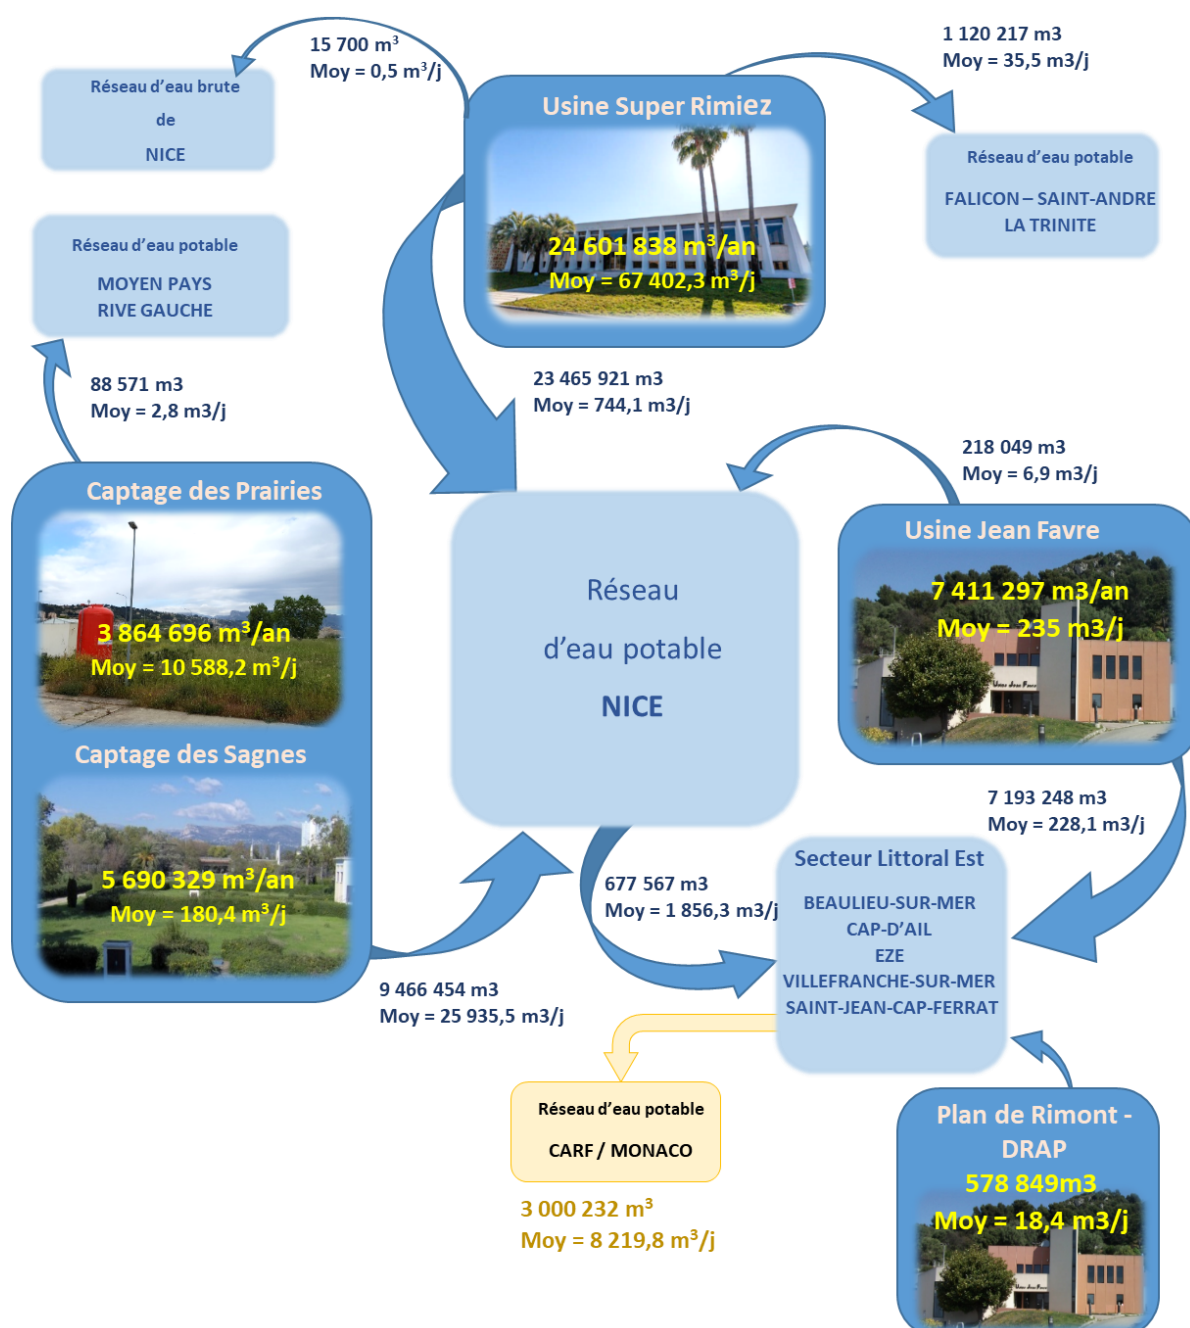 15 700 m³
Moy = 0,5 m³/j
1 120 217 m3
Moy = 35,5 m3/j
Réseau d'eau brute
de
NICE
Usine Super Rimiez
24 601 838 m³/an
Moy = 67 402,3 m³/j
Réseau d'eau potable
FALICON – SAINT-ANDRE
LA TRINITE
Réseau d'eau potable
MOYEN PAYS
RIVE GAUCHE
88 571 m3
Moy = 2,8 m3/j
23 465 921 m3
Moy = 744,1 m3/j
218 049 m3
Moy = 6,9 m3/j
Captage des Prairies
3 864 696 m³/an
Moy = 10 588,2 m³/j
Captage des Sagnes
5 690 329 m³/an
Moy = 180,4 m³/j
Réseau
d'eau potable
NICE
Usine Jean Favre
7 411 297 m3/an
Moy = 235 m3/j
Usine Jean Favre
7 193 248 m3
Moy = 228,1 m3/j
677 567 m3
Moy = 1 856,3 m3/j
Secteur Littoral Est
BEAULIEU-SUR-MER
CAP-D'AIL
EZE
VILLEFRANCHE-SUR-MER
SAINT-JEAN-CAP-FERRAT
9 466 454 m3
Moy = 25 935,5 m3/j
Réseau d'eau potable
CARF / MONACO
3 000 232 m³
Moy = 8 219,8 m³/j
Plan de Rimont -
DRAP
578 849m3
Moy = 18,4 m3/j
Usine Jean Favre